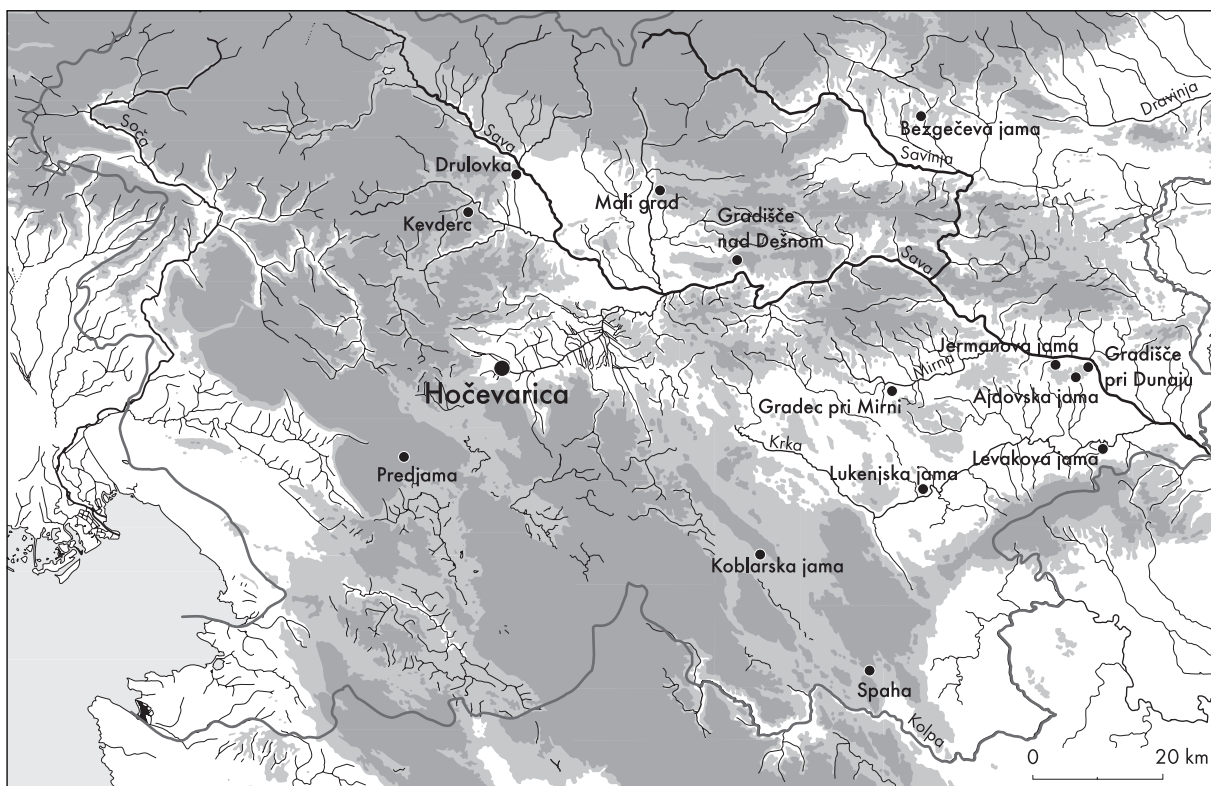 Dravinja
Soča
Bezgečeva jama
Sava
Savinja
Drulovka
Mali grad
Kevderc
Gradišče
nad Dešnom
Sava
Jermanova jama
Gradišče
pri Dunaju
Mirna
Hočevarica
Ajdovska jama
Gradec pri Mirni
Krka
Levakova jama
Predjama
Lukenjska jama
Koblarska jama
Spaha
Kolpa
0 20 km